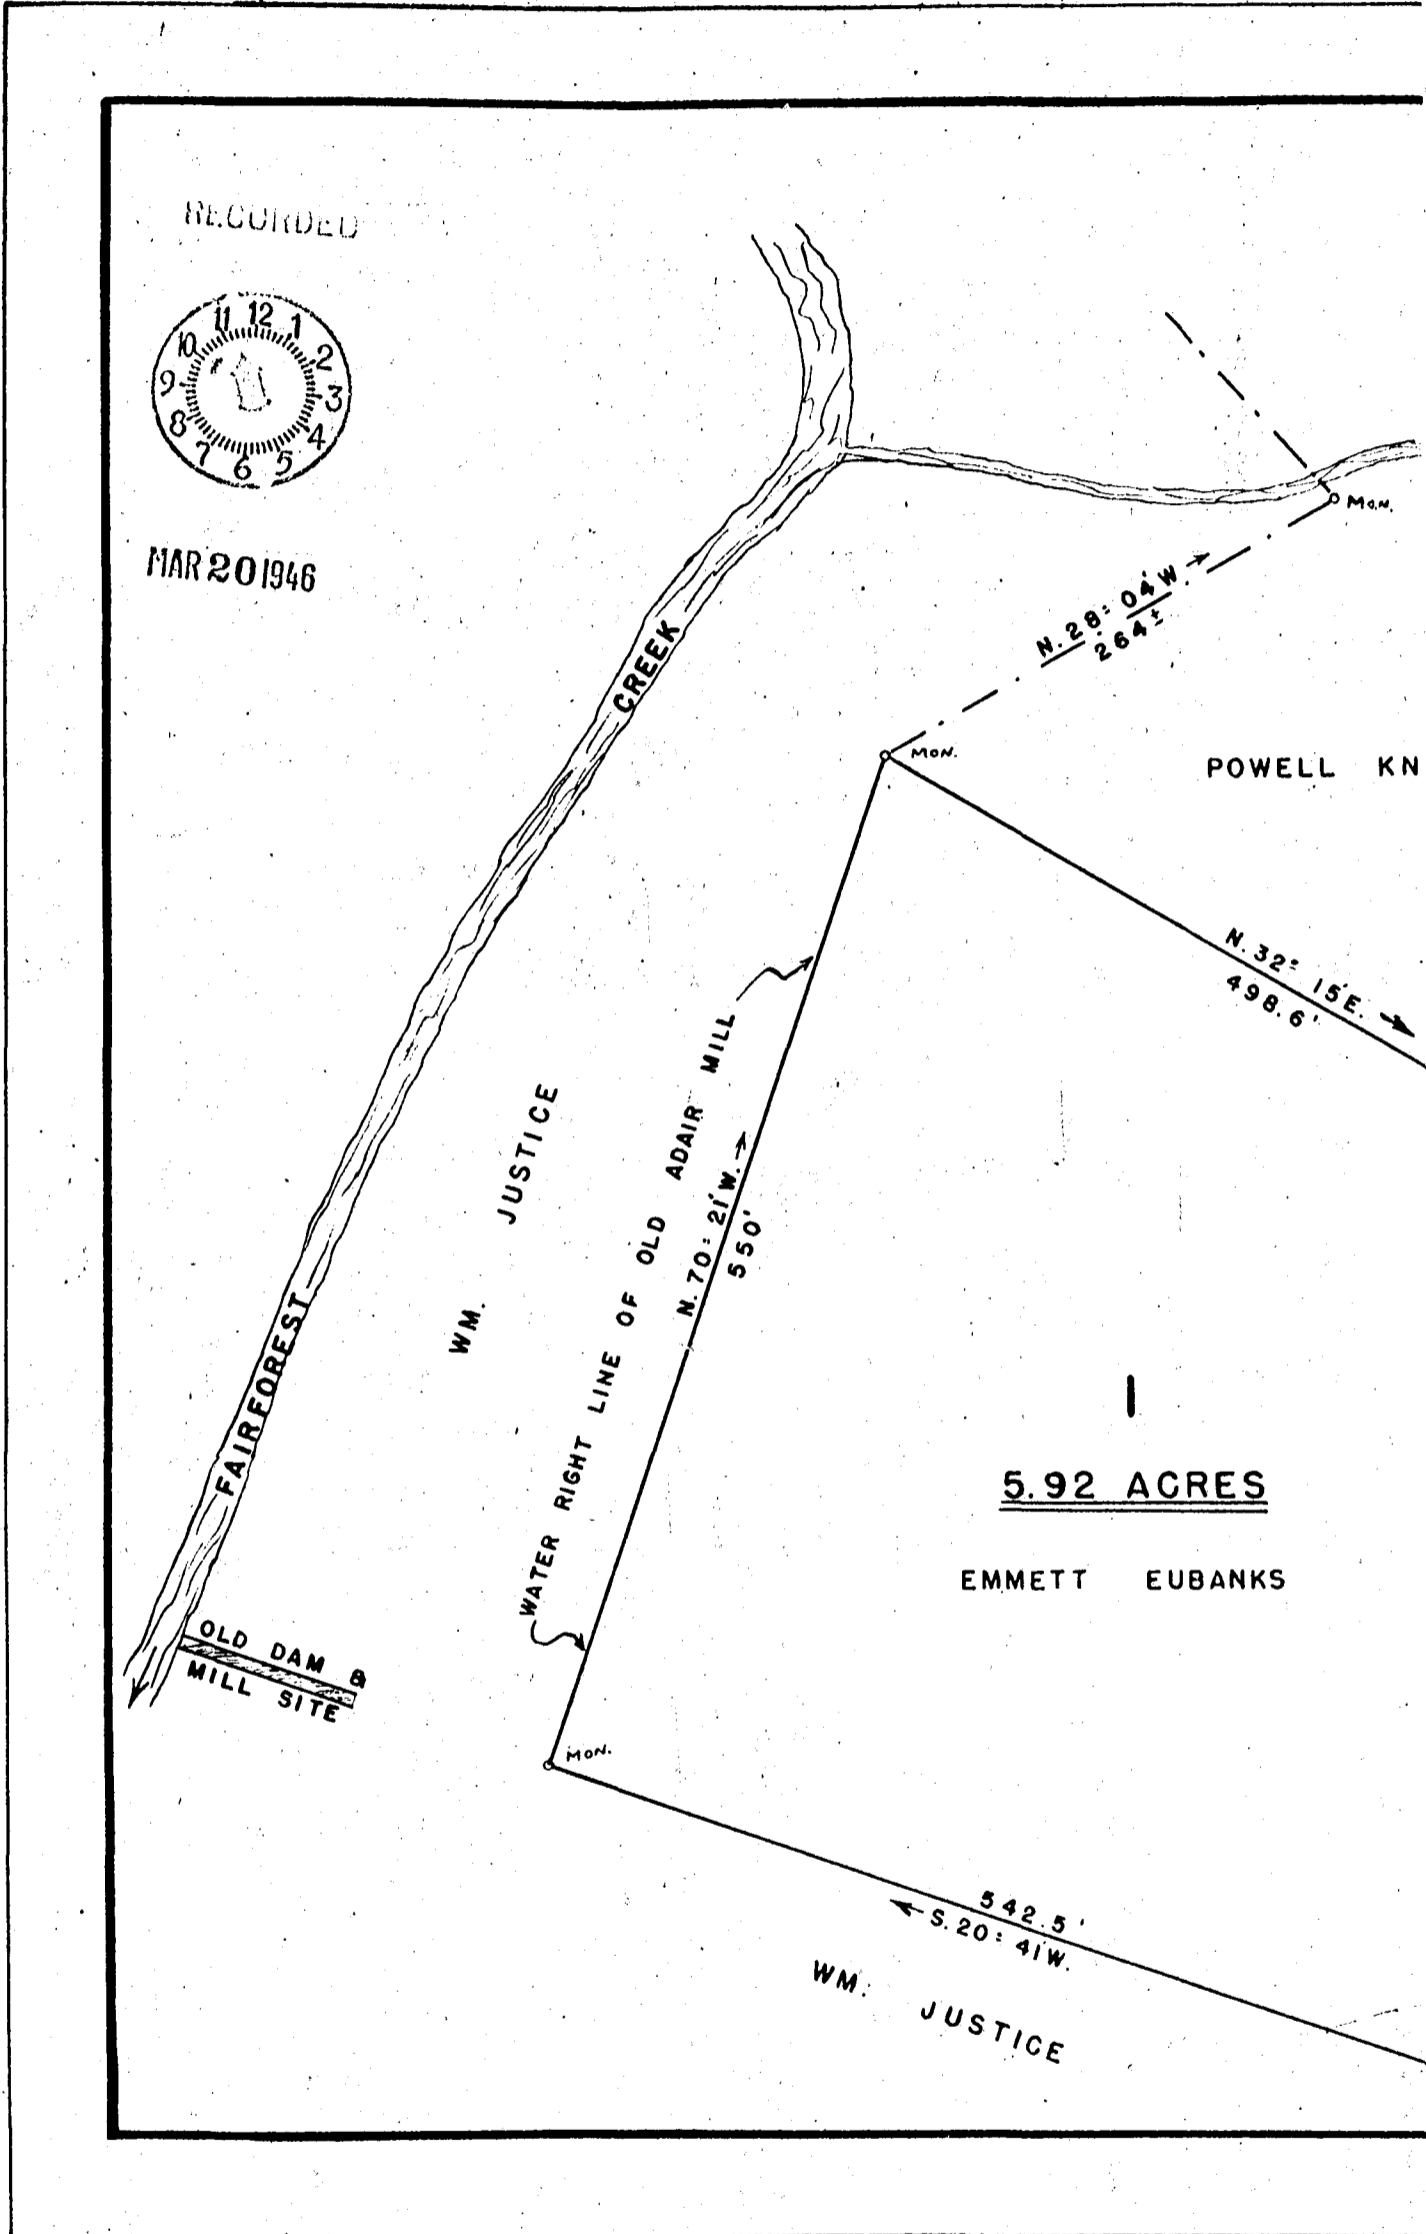 RECORDED
12
1
2
3
4
5
6
7
8
9
10
11
MAR 20 1946
CREEK
FAIRFOREST
MON.
N. 28° 04' W
264±
MON.
POWELL KN
N. 32° 15' E.
498.6'
WATER RIGHT LINE OF OLD ADAIR MILL
N. 70° 21' W.
550'
WM. JUSTICE
1
5.92 ACRES
EMMETT EUBANKS
OLD DAM &
MILL SITE
MON.
542.5'
S. 20° 41' W.
WM. JUSTICE